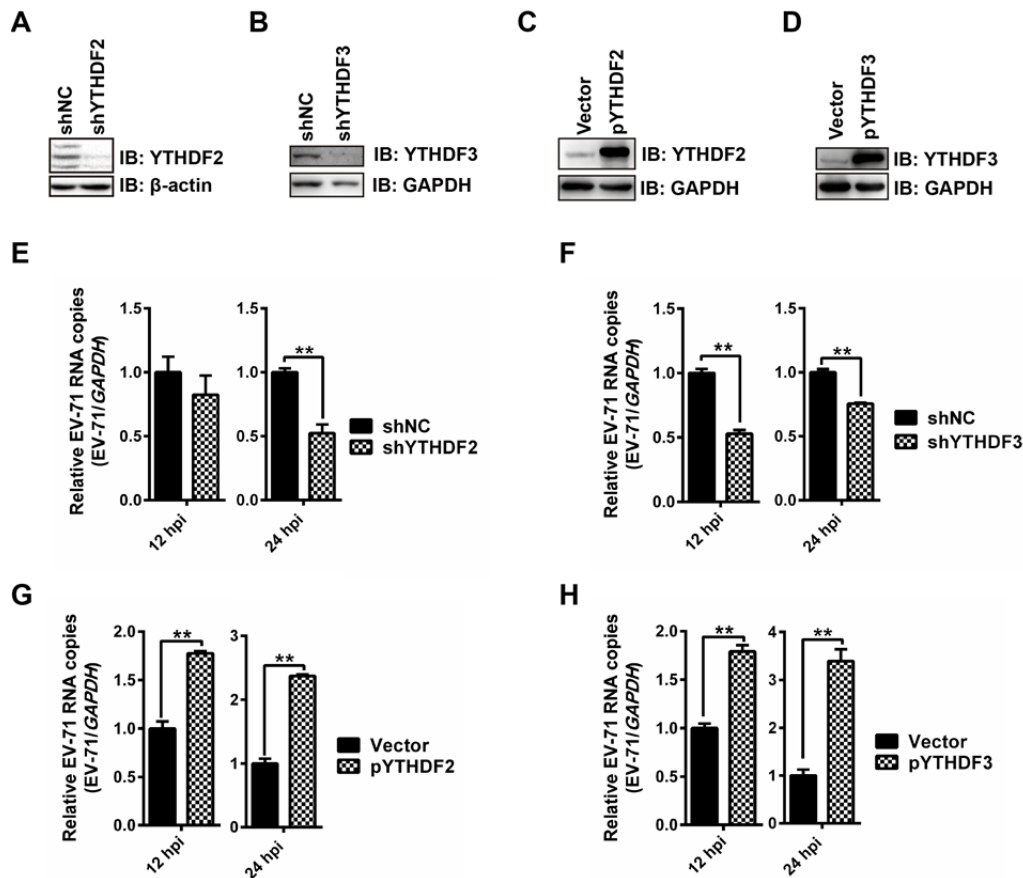 A
shNC
shYTHDF2
IB: YTHDF2
IB: β-actin
B
shNC
shYTHDF3
IB: YTHDF3
IB: GAPDH
C
Vector
pYTHDF2
IB: YTHDF2
IB: GAPDH
D
Vector
pYTHDF3
IB: YTHDF3
IB: GAPDH
E
Relative EV-71 RNA copies
(EV-71/GAPDH)
1.5
1.0
0.5
0.0
12 hpi
1.5
1.0
0.5
0.0
**
24 hpi
shNC
shYTHDF2
F
Relative EV-71 RNA copies
(EV-71/GAPDH)
1.5
1.0
0.5
0.0
**
12 hpi
1.5
1.0
0.5
0.0
**
24 hpi
shNC
shYTHDF3
G
Relative EV-71 RNA copies
(EV-71/GAPDH)
2.0
1.5
1.0
0.5
0.0
**
12 hpi
3
2
1
0
**
24 hpi
Vector
pYTHDF2
H
Relative EV-71 RNA copies
(EV-71/GAPDH)
2.0
1.5
1.0
0.5
0.0
**
12 hpi
4
3
2
1
0
**
24 hpi
Vector
pYTHDF3